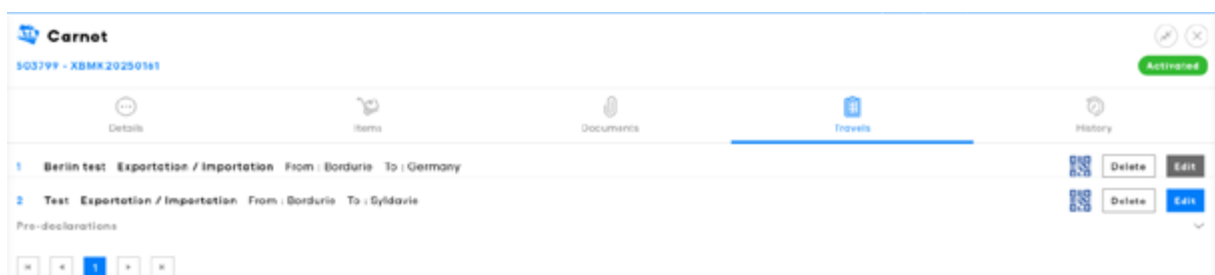 Carnet
503799 - XBMK20250161
Activated
Details
Items
Documents
Travels
History
1 Berlin test Exportation / Importation From : Bordurie To : Germany Delete Edit
2 Test Exportation / Importation From : Bordurie To : Syldavie Delete Edit
Pre-declarations
1